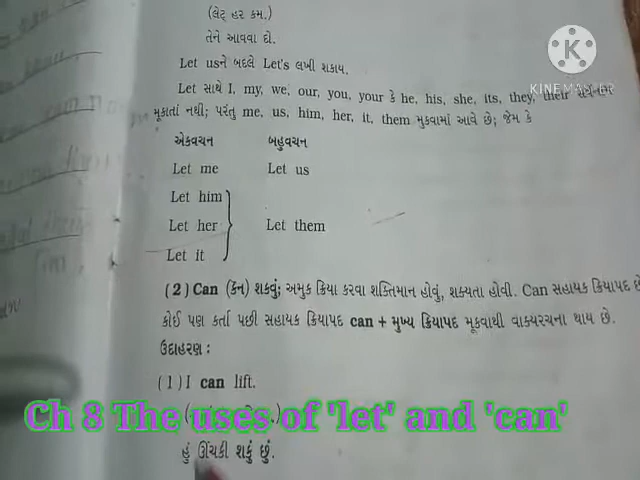 (લેટ્ હર કમ.)
તેને આવવા દો.
Let usને બદલે Let's લખી શકાય.
KINEMASTER
Let સાથે I, my, we, our, you, your કે he, his, she, its, they, their સર્વનામ
મૂકાતાં નથી; પરંતુ me, us, him, her, it, them મુકવામાં આવે છે; જેમ કે
એકવચન બહુવચન
Let me Let us
Let him
Let her Let them
Let it
(2) Can (કૅન) શકવું; અમુક ક્રિયા કરવા શક્તિમાન હોવું, શક્યતા હોવી. Can સહાયક ક્રિયાપદ છે
કોઈ પણ કર્તા પછી સહાયક ક્રિયાપદ can + મુખ્ય ક્રિયાપદ મૂકવાથી વાક્યરચના થાય છે.
ઉદાહરણ :
(1) I can lift.
Ch 8 The uses of 'let' and 'can'
હું ઊંચકી શકું છું.